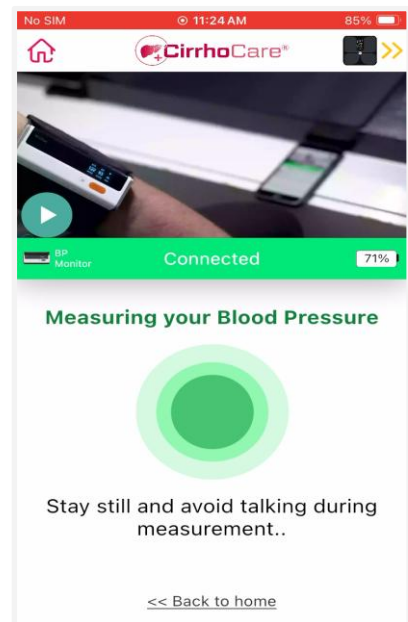 No SIM 11:24 AM 85%
CirrhoCare®
BP
Monitor
Connected
71%
Measuring your Blood Pressure
Stay still and avoid talking during
measurement..
<< Back to home